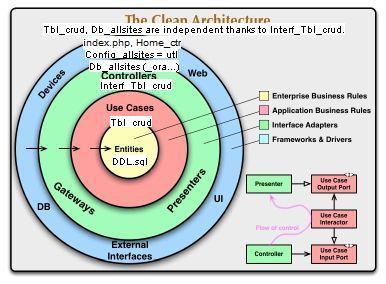 The Clean Architecture
Tbl_crud, Db_allsites are independent thanks to Interf_Tbl_crud.
index.php, Home_ctr
Config_allsites = utl
Db_allsites (_ora...)
Controllers
Interf_Tbl_crud
Devices
Web
Use Cases
Tbl_crud
Entities
DDL.sql
Gateways
Presenters
DB
UI
External
Interfaces
Enterprise Business Rules
Application Business Rules
Interface Adapters
Frameworks & Drivers
Presenter
Use Case
Output Port
Use Case
Interactor
Flow of control
Controller
Use Case
Input Port